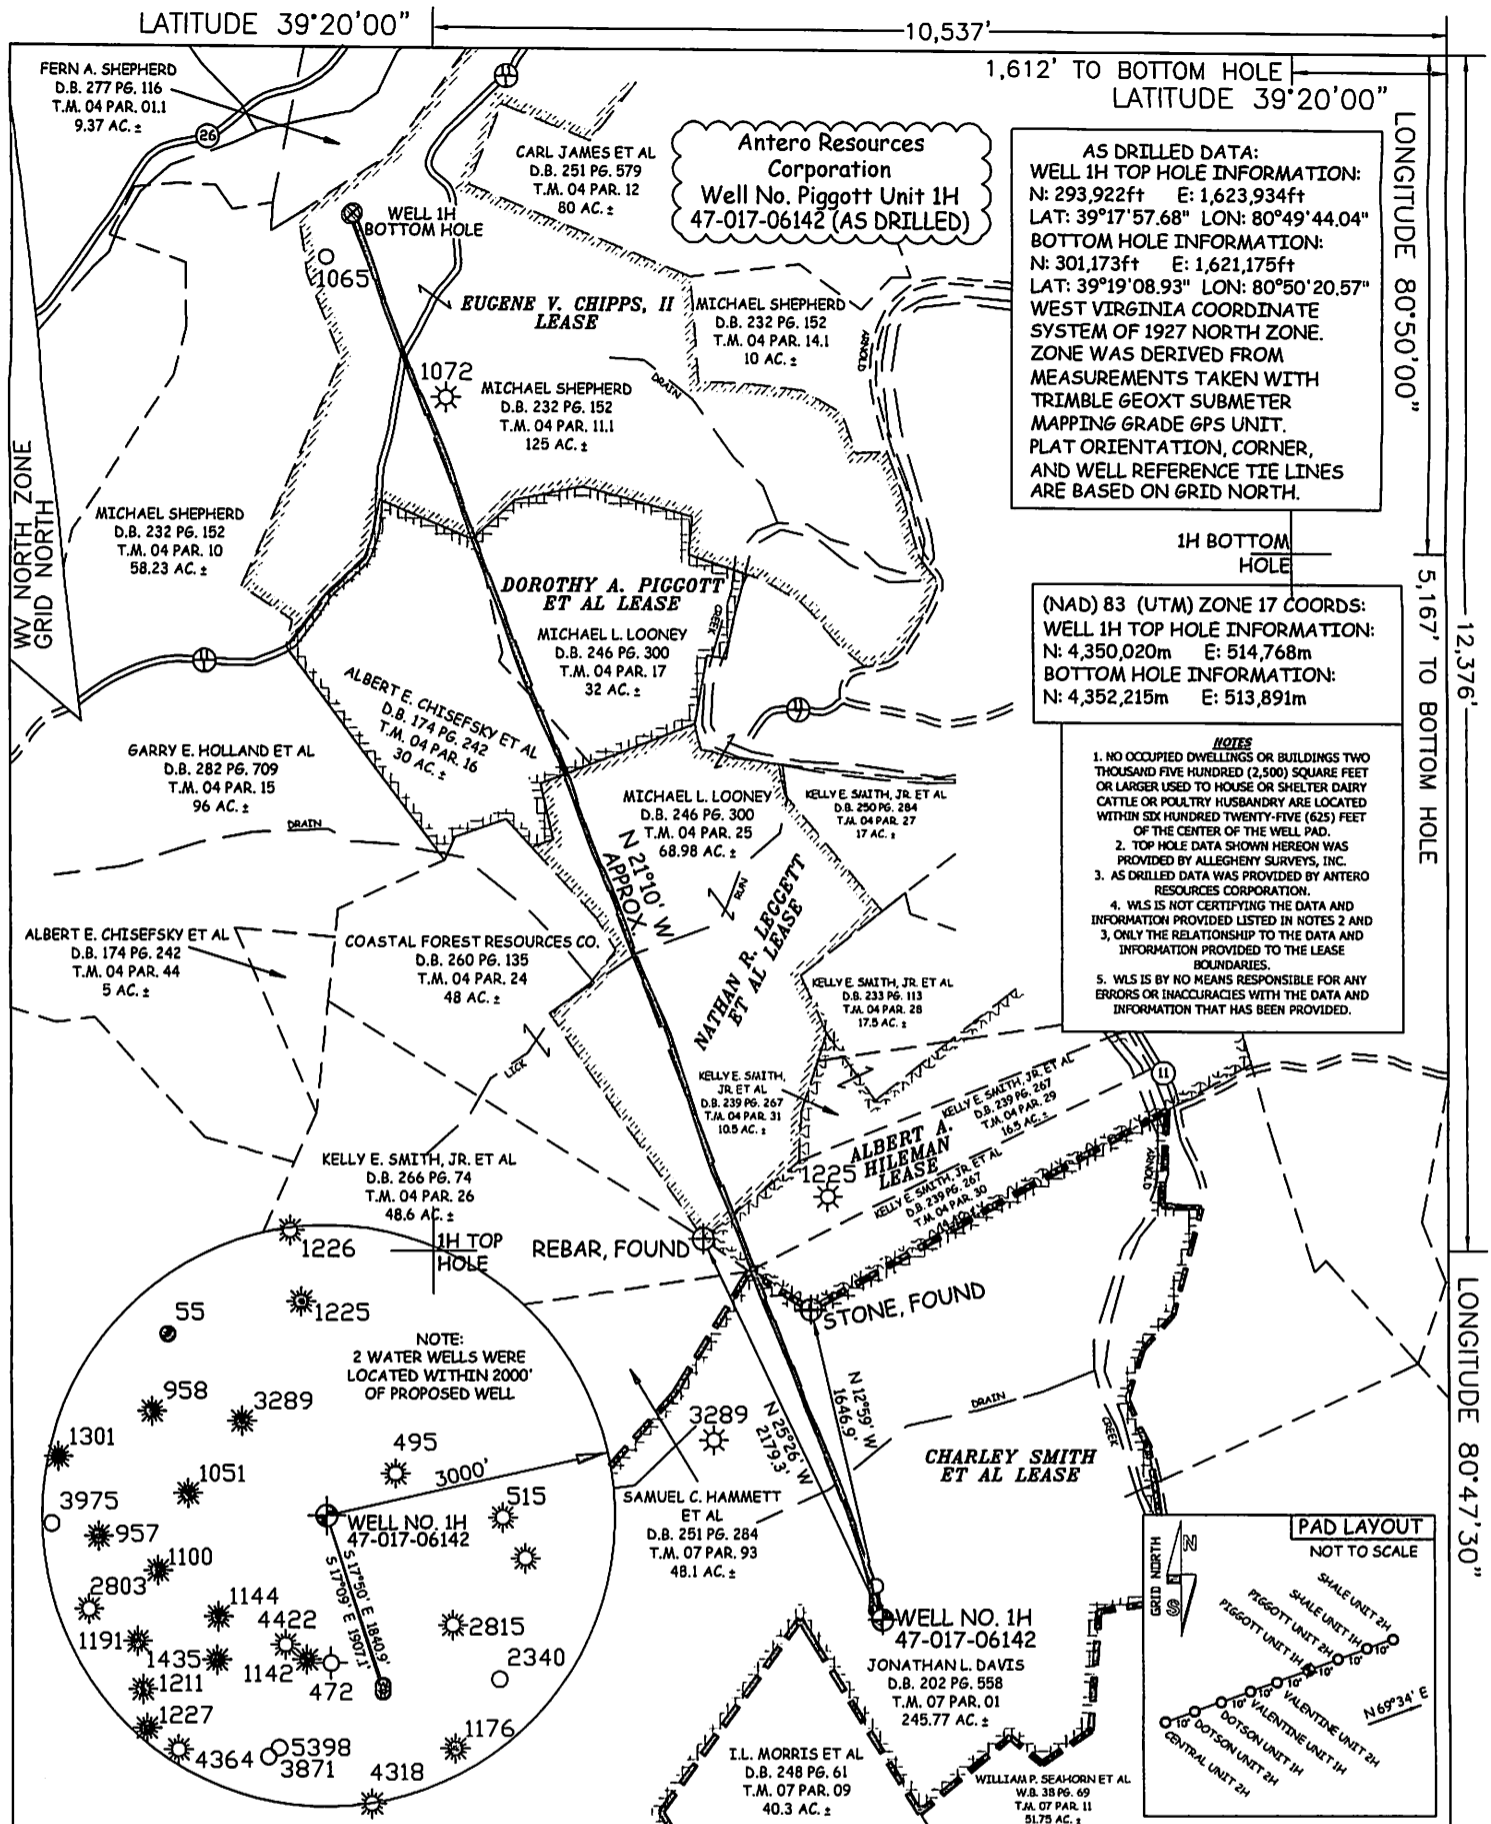 LATITUDE 39°20'00"
10,537'
1,612' TO BOTTOM HOLE
LATITUDE 39°20'00"
FERN A. SHEPHERD
D.B. 277 PG. 116
T.M. 04 PAR. 01.1
9.37 AC. ±
26
11
CARL JAMES ET AL
D.B. 251 PG. 579
T.M. 04 PAR. 12
80 AC. ±
Antero Resources
Corporation
Well No. Piggott Unit 1H
47-017-06142 (AS DRILLED)
AS DRILLED DATA:
WELL 1H TOP HOLE INFORMATION:
N: 293,922ft E: 1,623,934ft
LAT: 39°17'57.68" LON: 80°49'44.04"
BOTTOM HOLE INFORMATION:
N: 301,173ft E: 1,621,175ft
LAT: 39°19'08.93" LON: 80°50'20.57"
WEST VIRGINIA COORDINATE
SYSTEM OF 1927 NORTH ZONE.
ZONE WAS DERIVED FROM
MEASUREMENTS TAKEN WITH
TRIMBLE GEOXT SUBMETER
MAPPING GRADE GPS UNIT.
PLAT ORIENTATION, CORNER,
AND WELL REFERENCE TIE LINES
ARE BASED ON GRID NORTH.
LONGITUDE 80°50'00"
WELL 1H
BOTTOM HOLE
1065
EUGENE V. CHIPPS, II
LEASE
MICHAEL SHEPHERD
D.B. 232 PG. 152
T.M. 04 PAR. 14.1
10 AC. ±
ARNOLD
1072
MICHAEL SHEPHERD
D.B. 232 PG. 152
T.M. 04 PAR. 11.1
125 AC. ±
DRAIN
WV NORTH ZONE
GRID NORTH
MICHAEL SHEPHERD
D.B. 232 PG. 152
T.M. 04 PAR. 10
58.23 AC. ±
1H BOTTOM
HOLE
5,167' TO BOTTOM HOLE
12,376'
DOROTHY A. PIGGOTT
ET AL LEASE
CREEK
MICHAEL L. LOONEY
D.B. 246 PG. 300
T.M. 04 PAR. 17
32 AC. ±
(NAD) 83 (UTM) ZONE 17 COORDS:
WELL 1H TOP HOLE INFORMATION:
N: 4,350,020m E: 514,768m
BOTTOM HOLE INFORMATION:
N: 4,352,215m E: 513,891m
11
11
ALBERT E. CHISEFSKY ET AL
D.B. 174 PG. 242
T.M. 04 PAR. 16
30 AC. ±
GARRY E. HOLLAND ET AL
D.B. 282 PG. 709
T.M. 04 PAR. 15
96 AC. ±
DRAIN
MICHAEL L. LOONEY
D.B. 246 PG. 300
T.M. 04 PAR. 25
68.98 AC. ±
KELLY E. SMITH, JR. ET AL
D.B. 250 PG. 284
T.M. 04 PAR. 27
17 AC. ±
N 21°10' W
APPROX.
RUN
NOTES
1. NO OCCUPIED DWELLINGS OR BUILDINGS TWO
THOUSAND FIVE HUNDRED (2,500) SQUARE FEET
OR LARGER USED TO HOUSE OR SHELTER DAIRY
CATTLE OR POULTRY HUSBANDRY ARE LOCATED
WITHIN SIX HUNDRED TWENTY-FIVE (625) FEET
OF THE CENTER OF THE WELL PAD.
2. TOP HOLE DATA SHOWN HEREON WAS
PROVIDED BY ALLEGHENY SURVEYS, INC.
3. AS DRILLED DATA WAS PROVIDED BY ANTERO
RESOURCES CORPORATION.
4. WLS IS NOT CERTIFYING THE DATA AND
INFORMATION PROVIDED LISTED IN NOTES 2 AND
3, ONLY THE RELATIONSHIP TO THE DATA AND
INFORMATION PROVIDED TO THE LEASE
BOUNDARIES.
5. WLS IS BY NO MEANS RESPONSIBLE FOR ANY
ERRORS OR INACCURACIES WITH THE DATA AND
INFORMATION THAT HAS BEEN PROVIDED.
ALBERT E. CHISEFSKY ET AL
D.B. 174 PG. 242
T.M. 04 PAR. 44
5 AC. ±
COASTAL FOREST RESOURCES CO.
D.B. 260 PG. 135
T.M. 04 PAR. 24
48 AC. ±
NATHAN R. LEGGETT
ET AL LEASE
KELLY E. SMITH, JR. ET AL
D.B. 233 PG. 113
T.M. 04 PAR. 28
17.5 AC. ±
LICK
KELLY E. SMITH,
JR. ET AL
D.B. 239 PG. 267
T.M. 04 PAR. 31
10.5 AC. ±
KELLY E. SMITH, JR. ET AL
D.B. 239 PG. 267
T.M. 04 PAR. 29
16.5 AC. ±
11
ALBERT A.
HILEMAN
LEASE
1225
KELLY E. SMITH, JR. ET AL
D.B. 239 PG. 267
T.M. 04 PAR. 30
ARNOLD
KELLY E. SMITH, JR. ET AL
D.B. 266 PG. 74
T.M. 04 PAR. 26
48.6 AC. ±
1H TOP
HOLE
REBAR, FOUND
STONE, FOUND
LONGITUDE 80°47'30"
1226
1225
55
NOTE:
2 WATER WELLS WERE
LOCATED WITHIN 2000'
OF PROPOSED WELL
958
3289
1301
495
3000'
1051
3975
957
WELL NO. 1H
47-017-06142
515
1100
S 17°50' E 1840.9'
S 17°09' E 1907.1'
2803
1144
4422
2815
1191
1435
1142
472
2340
1211
1227
4364
5398
3871
1176
4318
3289
N 12°59' W
1646.9'
N 25°26' W
2179.3'
DRAIN
CREEK
CHARLEY SMITH
ET AL LEASE
SAMUEL C. HAMMETT
ET AL
D.B. 251 PG. 284
T.M. 07 PAR. 93
48.1 AC. ±
WELL NO. 1H
47-017-06142
JONATHAN L. DAVIS
D.B. 202 PG. 558
T.M. 07 PAR. 01
245.77 AC. ±
I.L. MORRIS ET AL
D.B. 248 PG. 61
T.M. 07 PAR. 09
40.3 AC. ±
WILLIAM P. SEAHORN ET AL
W.B. 38 PG. 69
T.M. 07 PAR. 11
51.75 AC. ±
PAD LAYOUT
NOT TO SCALE
GRID NORTH
N
S
SHALE UNIT 2H
SHALE UNIT 1H
PIGGOTT UNIT 2H
PIGGOTT UNIT 1H
10'
10'
10'
10'
10'
10'
10'
N 69°34' E
VALENTINE UNIT 2H
VALENTINE UNIT 1H
DOTSON UNIT 1H
DOTSON UNIT 2H
CENTRAL UNIT 2H